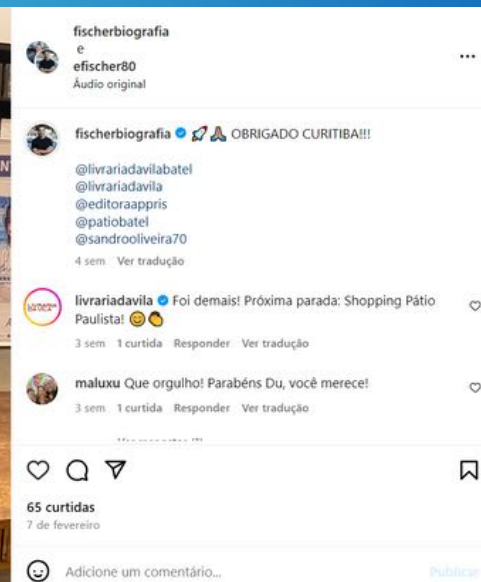 fischerbiografia
e
efischer80
Áudio original
fischerbiografia OBRIGADO CURITIBA!!!
@livrariadavilabatel
@livrariadavila
@editoraappris
@patiobatel
@sandrooliveira70
4 sem Ver tradução
livrariadavila Foi demais! Próxima parada: Shopping Pátio
Paulista!
3 sem 1 curtida Responder Ver tradução
maluxu Que orgulho! Parabéns Du, você merece!
3 sem 1 curtida Responder Ver tradução
65 curtidas
7 de fevereiro
Adicione um comentário... Publicar